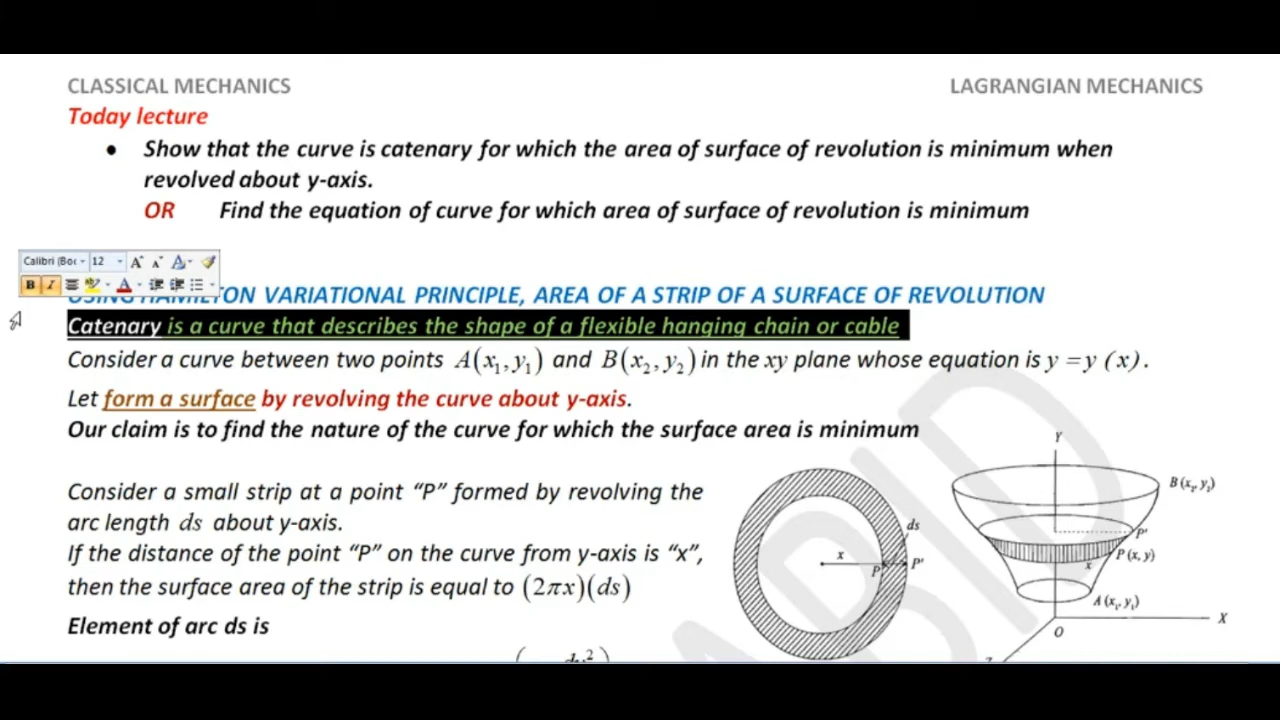 CLASSICAL MECHANICS
LAGRANGIAN MECHANICS
Today lecture
• Show that the curve is catenary for which the area of surface of revolution is minimum when
revolved about y-axis.
OR Find the equation of curve for which area of surface of revolution is minimum
Calibri (Bo
12
HAMILTON VARIATIONAL PRINCIPLE, AREA OF A STRIP OF A SURFACE OF REVOLUTION
Catenary is a curve that describes the shape of a flexible hanging chain or cable
Consider a curve between two points A(x₁,y₁) and B(x₂,y₂) in the xy plane whose equation is y = y (x).
Let form a surface by revolving the curve about y-axis.
Our claim is to find the nature of the curve for which the surface area is minimum
Consider a small strip at a point “P” formed by revolving the
arc length ds about y-axis.
If the distance of the point “P” on the curve from y-axis is “x”,
then the surface area of the strip is equal to (2πx)(ds)
Element of arc ds is
ds
x
P
P'
Y
B(x₂, y₂)
P'
P(x, y)
x
A(x₁, y₁)
X
O
ABID